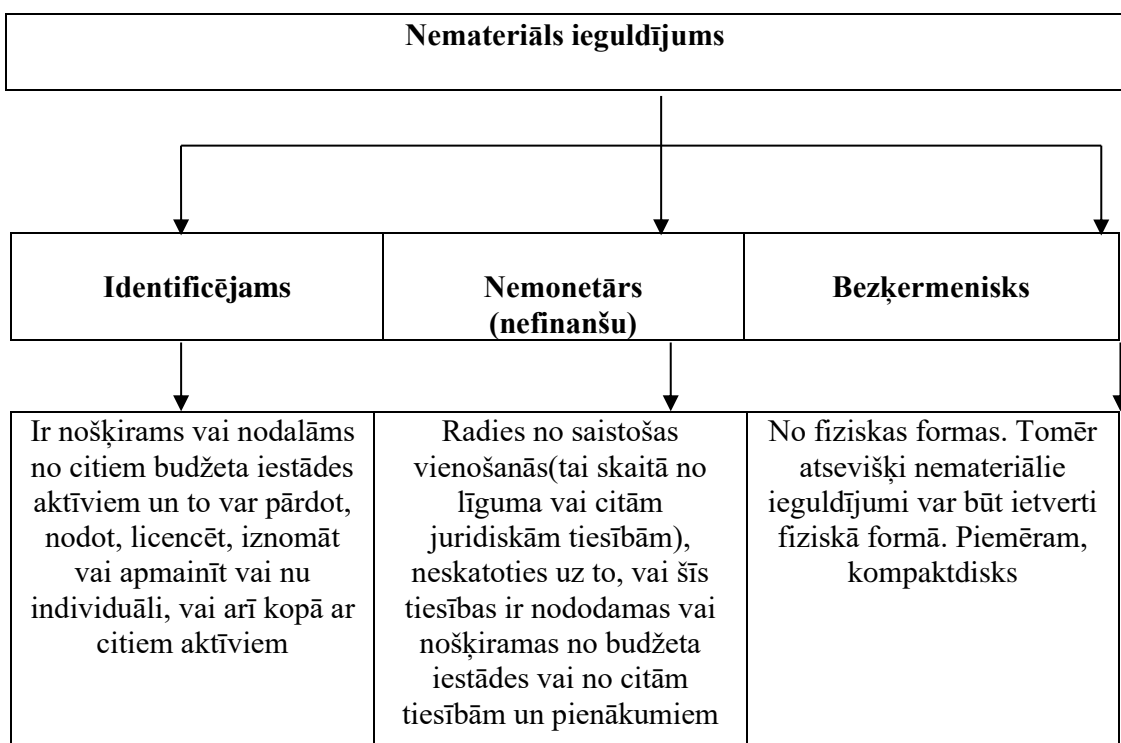 Nemateriāls ieguldījums
Identificējams
Nemonetārs
(nefinanšu)
Bezķermenisks
Ir nošķirams vai nodalāms
no citiem budžeta iestādes
aktīviem un to var pārdot,
nodot, licencēt, iznomāt
vai apmainīt vai nu
individuāli, vai arī kopā ar
citiem aktīviem
Radies no saistošas
vienošanās(tai skaitā no
līguma vai citām
juridiskām tiesībām),
neskatoties uz to, vai šīs
tiesības ir nododamas vai
nošķiramas no budžeta
iestādes vai no citām
tiesībām un pienākumiem
No fiziskas formas. Tomēr
atsevišķi nemateriālie
ieguldījumi var būt ietverti
fiziskā formā. Piemēram,
kompaktdisks